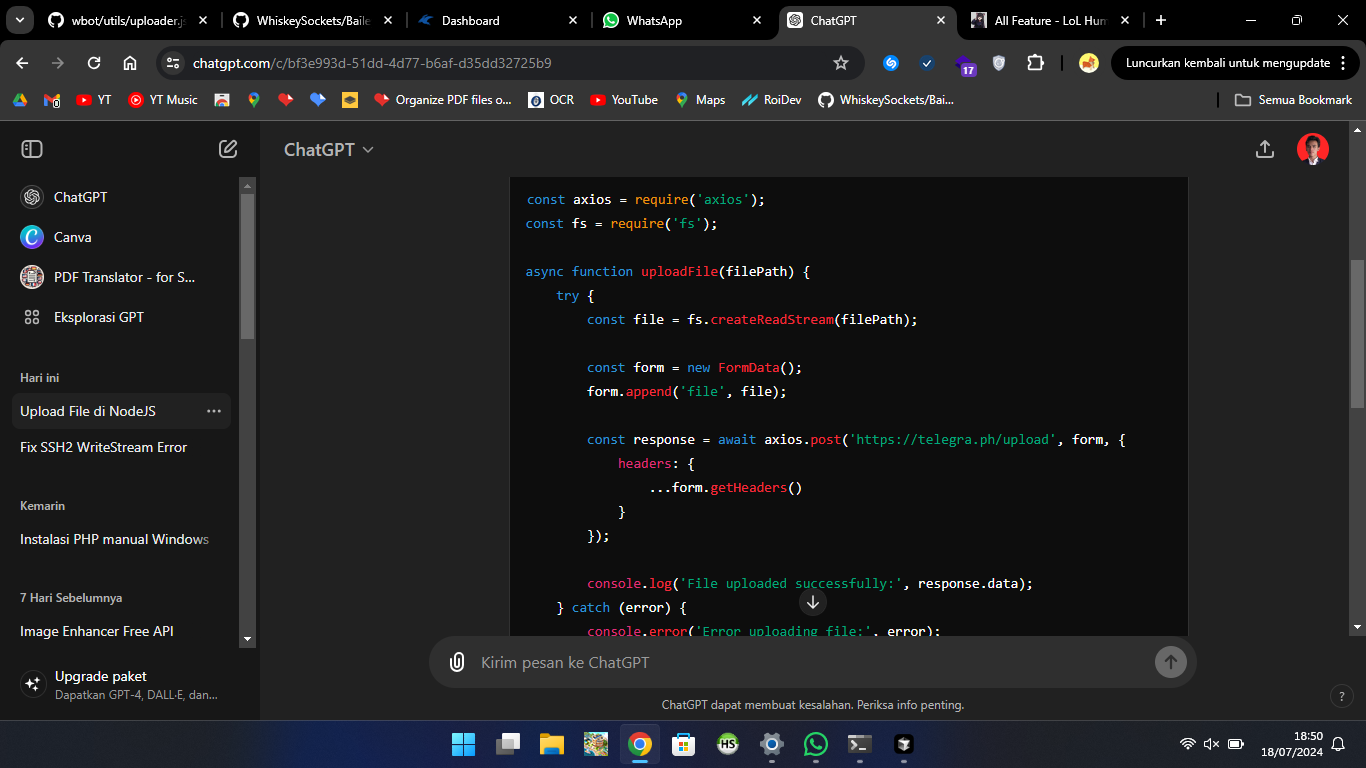 wbot/utils/uploader.js
WhiskeySockets/Baile
Dashboard
WhatsApp
ChatGPT
All Feature - LoL Hum
chatgpt.com/c/bf3e993d-51dd-4d77-b6af-d35dd32725b9
17
Luncurkan kembali untuk mengupdate
YT
YT Music
Organize PDF files o...
OCR
YouTube
Maps
RoiDev
WhiskeySockets/Bai...
Semua Bookmark
ChatGPT
Canva
PDF Translator - for S...
Eksplorasi GPT
Hari ini
Upload File di NodeJS
Fix SSH2 WriteStream Error
Kemarin
Instalasi PHP manual Windows
7 Hari Sebelumnya
Image Enhancer Free API
Upgrade paket
Dapatkan GPT-4, DALL·E, dan...
ChatGPT
const axios = require('axios');
const fs = require('fs');
async function uploadFile(filePath) {
try {
const file = fs.createReadStream(filePath);
const form = new FormData();
form.append('file', file);
const response = await axios.post('https://telegra.ph/upload', form, {
headers: {
...form.getHeaders()
}
});
console.log('File uploaded successfully:', response.data);
} catch (error) {
console.error('Error uploading file:', error);
Kirim pesan ke ChatGPT
ChatGPT dapat membuat kesalahan. Periksa info penting.
?
HS
18:50
18/07/2024